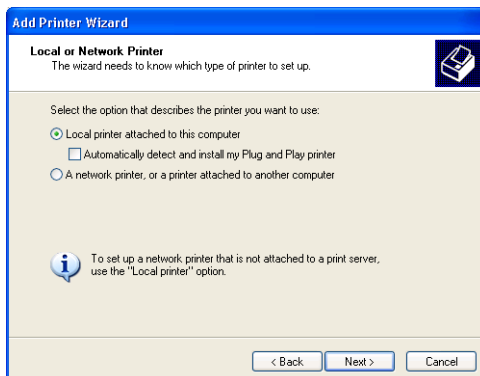 Add Printer Wizard
Local or Network Printer
The wizard needs to know which type of printer to set up.
Select the option that describes the printer you want to use:
Local printer attached to this computer
Automatically detect and install my Plug and Play printer
A network printer, or a printer attached to another computer
To set up a network printer that is not attached to a print server,
use the "Local printer" option.
< Back Next > Cancel